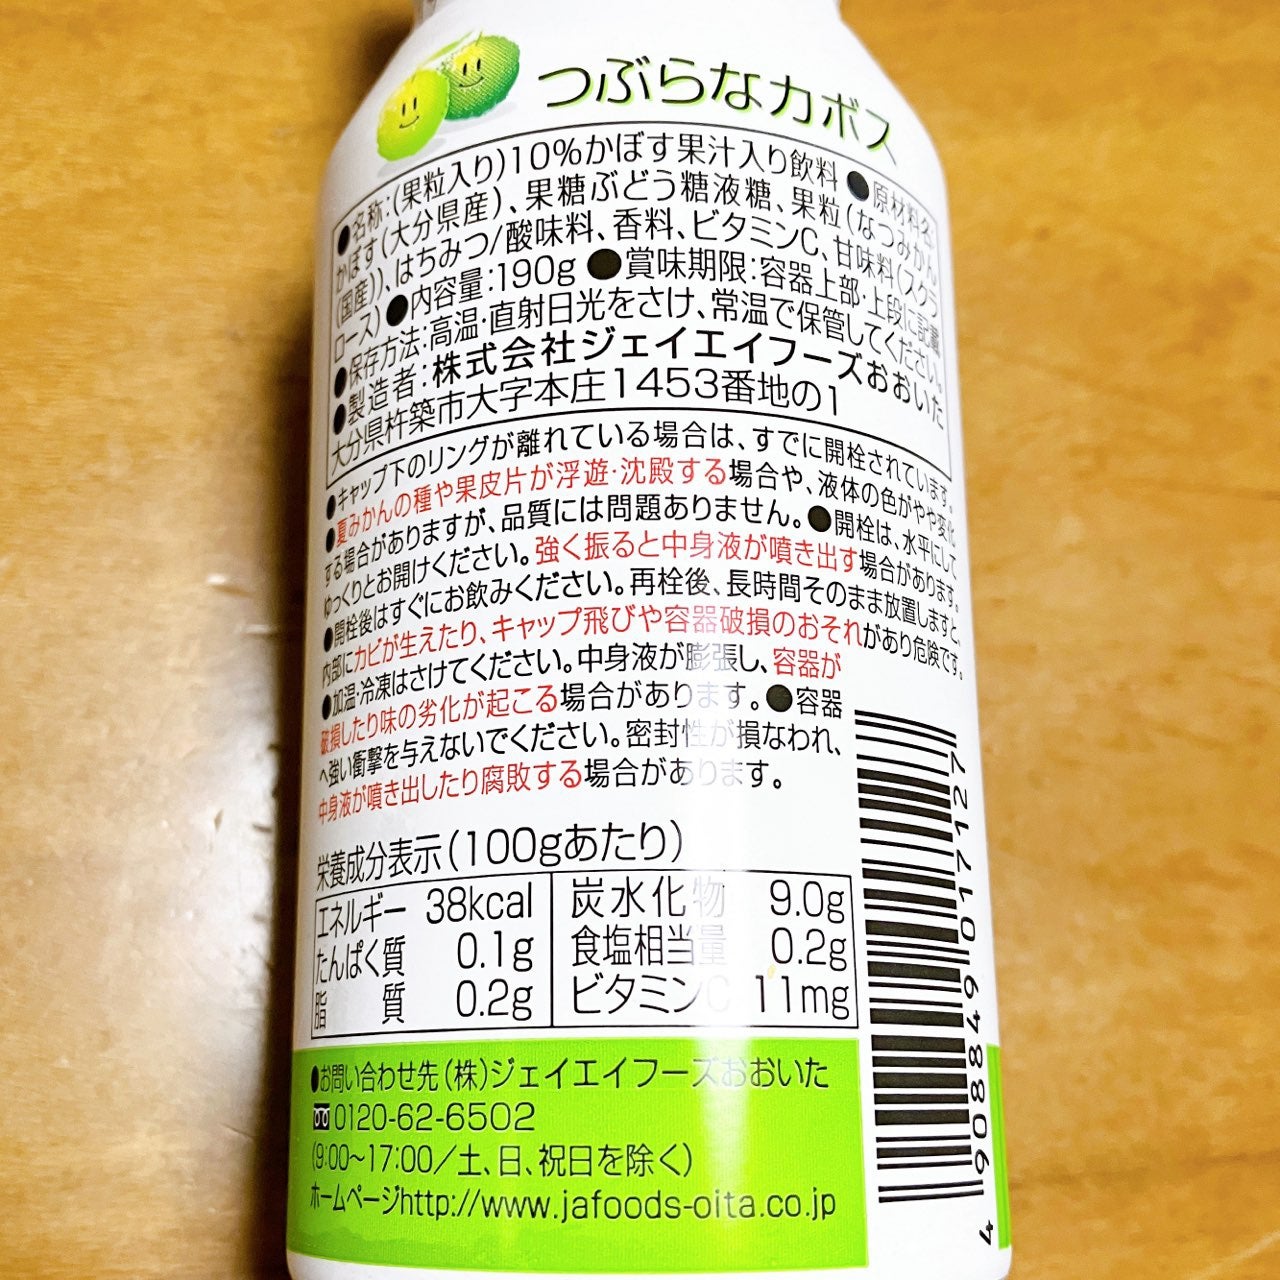 つぶらなカボス
●名称:(果粒入り)10%かぼす果汁入り飲料 ●原材料名:
かぼす(大分県産)、果糖ぶどう糖液糖、果粒(なつみかん
(国産))、はちみつ/酸味料、香料、ビタミンC、甘味料(スクラ
ロース) ●内容量:190g ●賞味期限:容器上部・上段に記載
●保存方法:高温・直射日光をさけ、常温で保管してください。
●製造者:株式会社ジェイエイフーズおおいた
大分県杵築市大字本庄1453番地の1
●キャップ下のリングが離れている場合は、すでに開栓されています。
●夏みかんの種や果皮片が浮遊・沈殿する場合や、液体の色がやや変化
する場合がありますが、品質には問題ありません。●開栓は、水平にして
ゆっくりとお開けください。強く振ると中身液が噴き出す場合があります。
●開栓後はすぐにお飲みください。再栓後、長時間そのまま放置しますと、
内部にカビが生えたり、キャップ飛びや容器破損のおそれがあり危険です。
●加温・冷凍はさけてください。中身液が膨張し、容器が
破損したり味の劣化が起こる場合があります。●容器
へ強い衝撃を与えないでください。密封性が損なわれ、
中身液が噴き出したり腐敗する場合があります。
栄養成分表示(100gあたり)
エネルギー 38kcal 炭水化物 9.0g
たんぱく質 0.1g 食塩相当量 0.2g
脂質 0.2g ビタミンC 11mg
●お問い合わせ先(株)ジェイエイフーズおおいた
0120-62-6502
(9:00〜17:00/土、日、祝日を除く)
ホームページhttp://www.jafoods-oita.co.jp
4 908849 017127